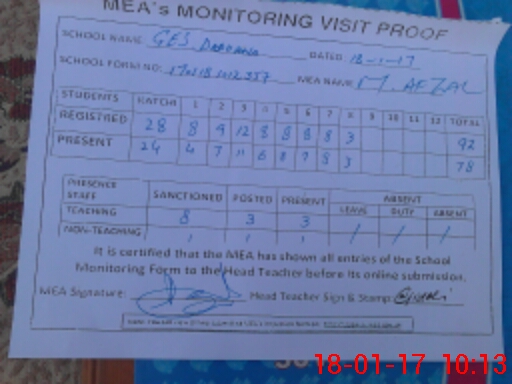 MEA's MONITORING VISIT PROOF
SCHOOL NAME GES DATED: 18-1-17
SCHOOL FORM NO: MEA NAME M. AFZAL
STUDENTS KATCHI 1 2 3 4 5 6 7 8 9 10 11 12 TOTAL
REGISTRED 28 8 9 12 8 8 8 8 3 92
PRESENT 24 4 7 11 6 8 7 8 3 78
PRESENCE STAFF SANCTIONED POSTED PRESENT ABSENT
LEAVE DUTY ABSENT
TEACHING 8 3 3 / / /
NON-TEACHING / / /
It is certified that the MEA has shown all entries of the School
Monitoring Form to the Head Teacher before its online submission.
MEA Signature: Head Teacher Sign & Stamp:
18-01-17 10:13